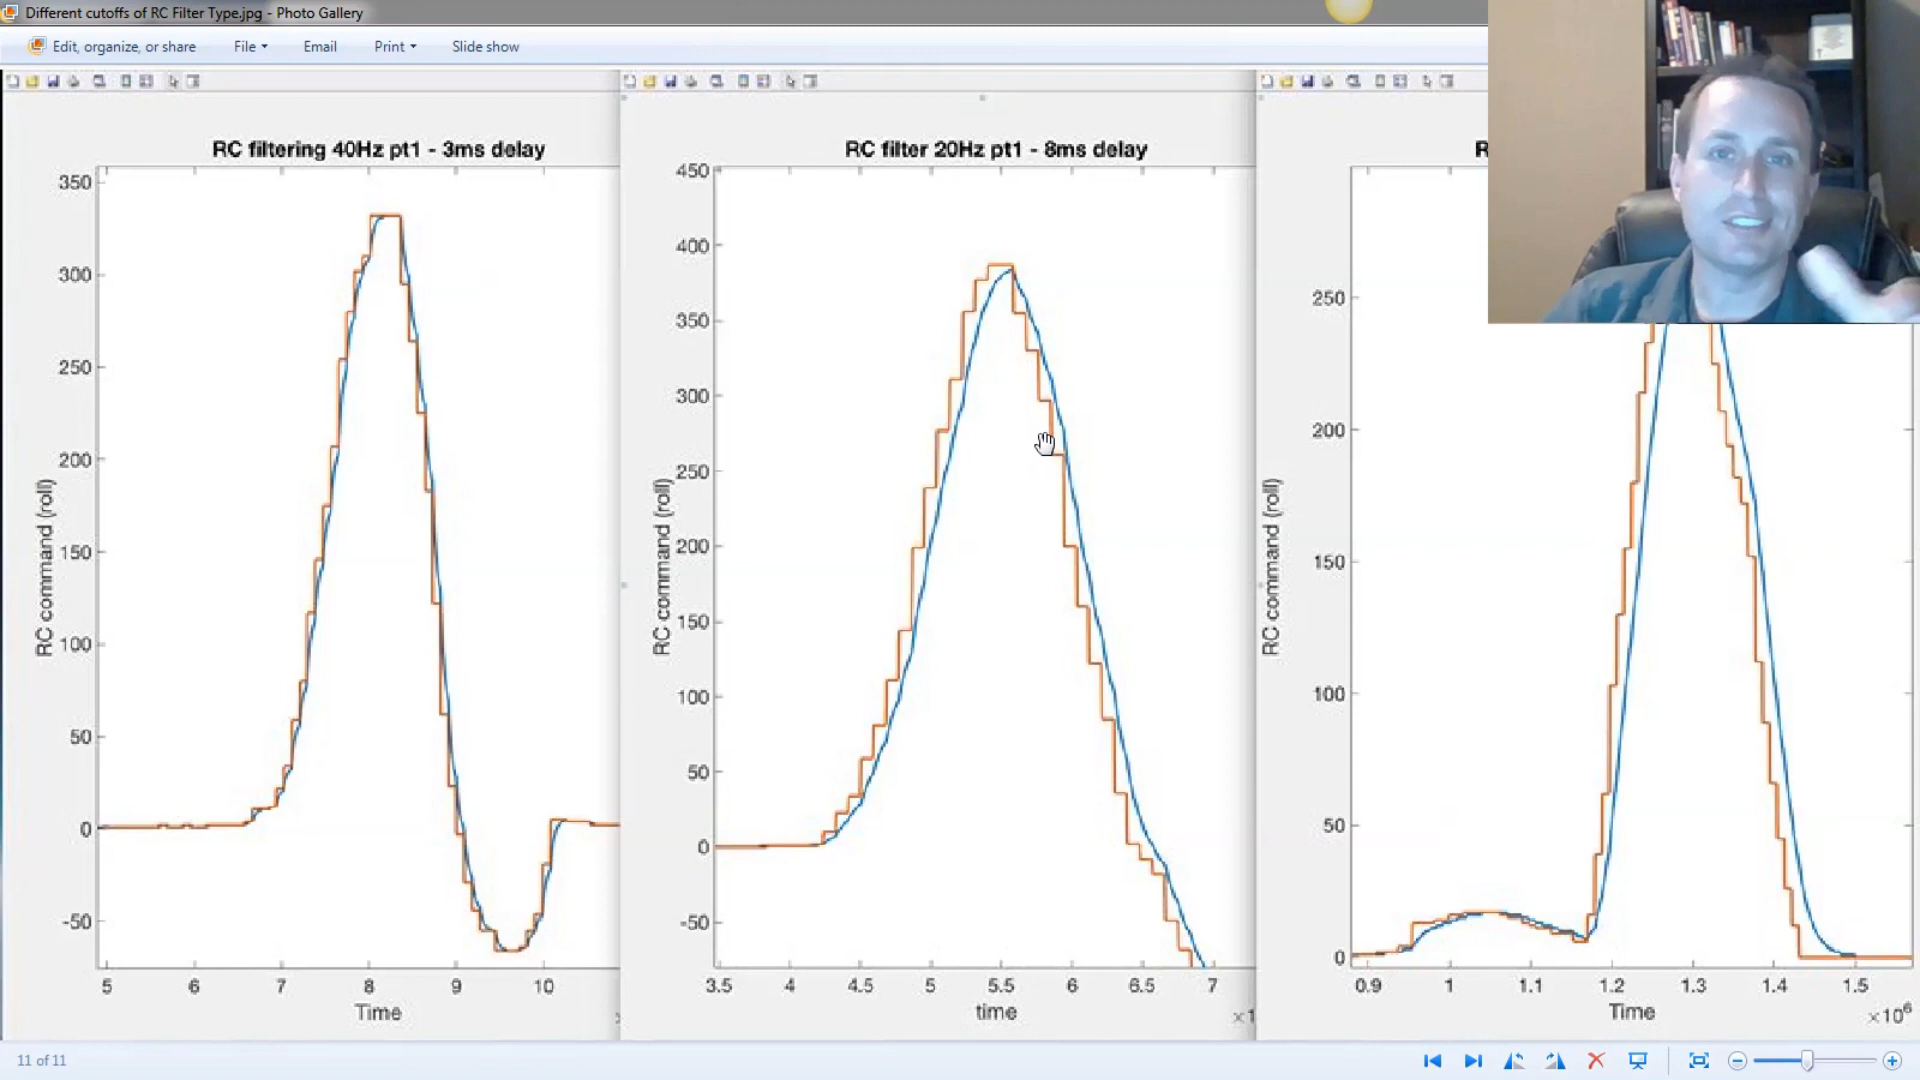 Different cutoffs of RC Filter Type.jpg - Photo Gallery
Edit, organize, or share File Email Print Slide show
RC filtering 40Hz pt1 - 3ms delay
350
300
250
200
150
100
50
0
-50
RC command (roll)
5 6 7 8 9 10
Time
RC filter 20Hz pt1 - 8ms delay
450
400
350
300
250
200
150
100
50
0
-50
RC command (roll)
3.5 4 4.5 5 5.5 6 6.5 7
time
×1
R
250
200
150
100
50
0
RC command (roll)
0.9 1 1.1 1.2 1.3 1.4 1.5
Time
×10⁶
11 of 11